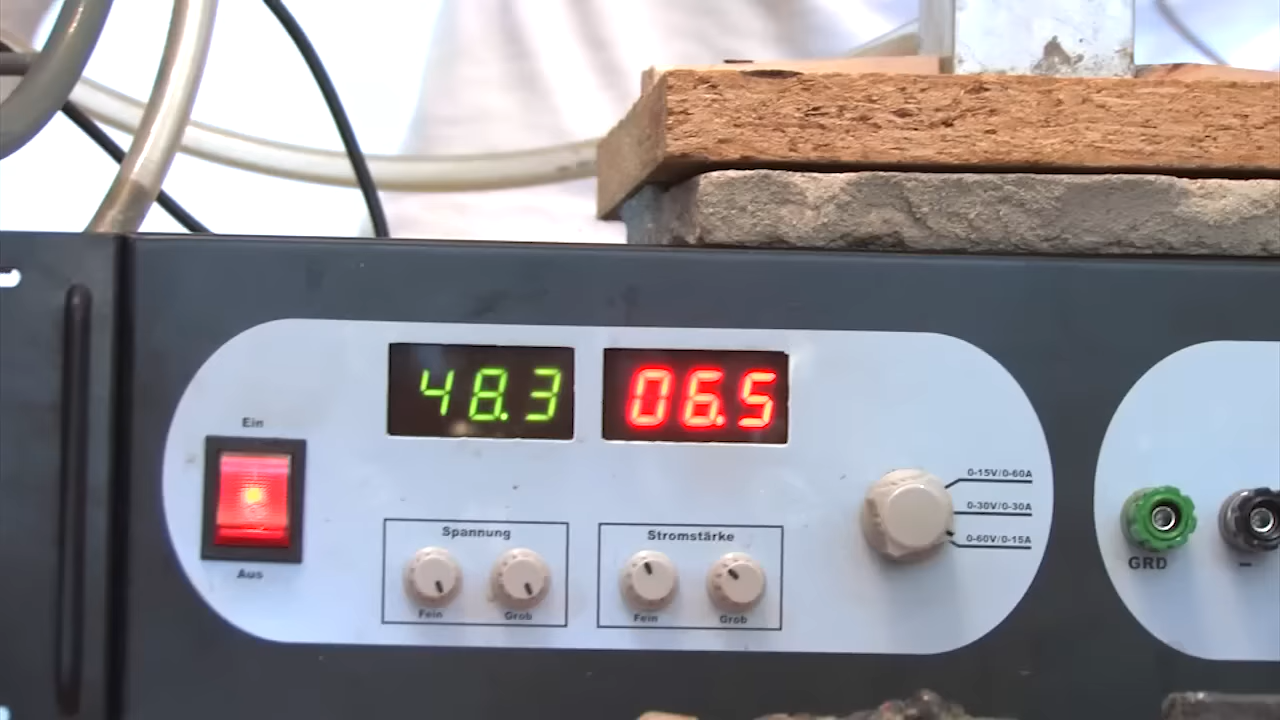 Ein
48.3
06.5
Aus
Spannung
Fein
Grob
Stromstärke
Fein
Grob
0-15V/0-60A
0-30V/0-30A
0-60V/0-15A
GRD
–